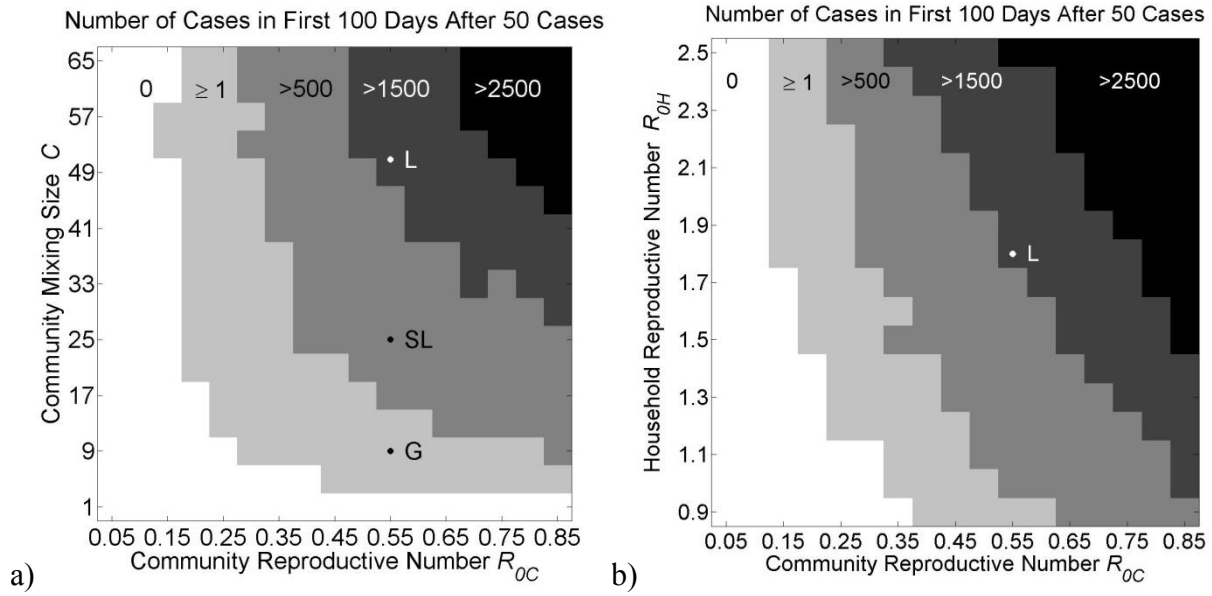 Number of Cases in First 100 Days After 50 Cases
65
57
49
41
33
25
17
9
1
Community Mixing Size C
0 ≥ 1 >500 >1500 >2500
L
SL
G
0.05 0.15 0.25 0.35 0.45 0.55 0.65 0.75 0.85
Community Reproductive Number R0C
a)
Number of Cases in First 100 Days After 50 Cases
2.5
2.3
2.1
1.9
1.7
1.5
1.3
1.1
0.9
Household Reproductive Number R0H
0 ≥ 1 >500 >1500 >2500
L
0.05 0.15 0.25 0.35 0.45 0.55 0.65 0.75 0.85
Community Reproductive Number R0C
b)